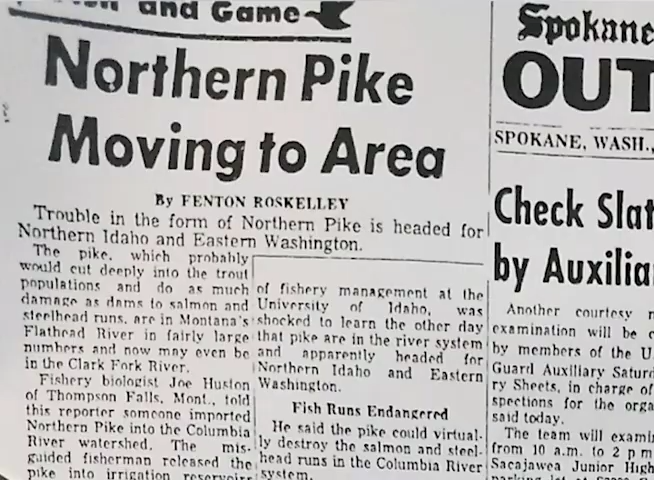 and Game
Northern Pike
Moving to Area
By FENTON ROSKELLEY
Trouble in the form of Northern Pike is headed for
Northern Idaho and Eastern Washington.
The pike, which probably
would cut deeply into the trout
populations and do as much
damage as dams to salmon and
steelhead runs, are in Montana's
Flathead River in fairly large
numbers and now may even be
in the Clark Fork River.
Fishery biologist Joe Huston
of Thompson Falls, Mont., told
this reporter someone imported
Northern Pike into the Columbia
River watershed. The mis-
guided fisherman released the
pike into irrigation reservoirs
of fishery management at the
University of Idaho, was
shocked to learn the other day
that pike are in the river system
and apparently headed for
Northern Idaho and Eastern
Washington.
Fish Runs Endangered
He said the pike could virtual-
ly destroy the salmon and steel-
head runs in the Columbia River
system.
Spokane
OUT
SPOKANE, WASH.,
Check Slat
by Auxilia
Another courtesy
examination will be
by members of the U
Guard Auxiliary Saturd
ry Sheets, in charge of
spections for the orga
said today.
The team will exami
from 10 a.m. to 2 p m
Sacajawea Junior High
parking lot at